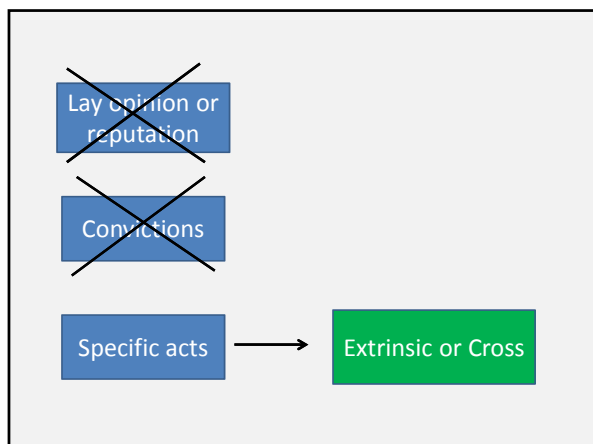 Lay opinion or
reputation
Convictions
Specific acts
Extrinsic or Cross